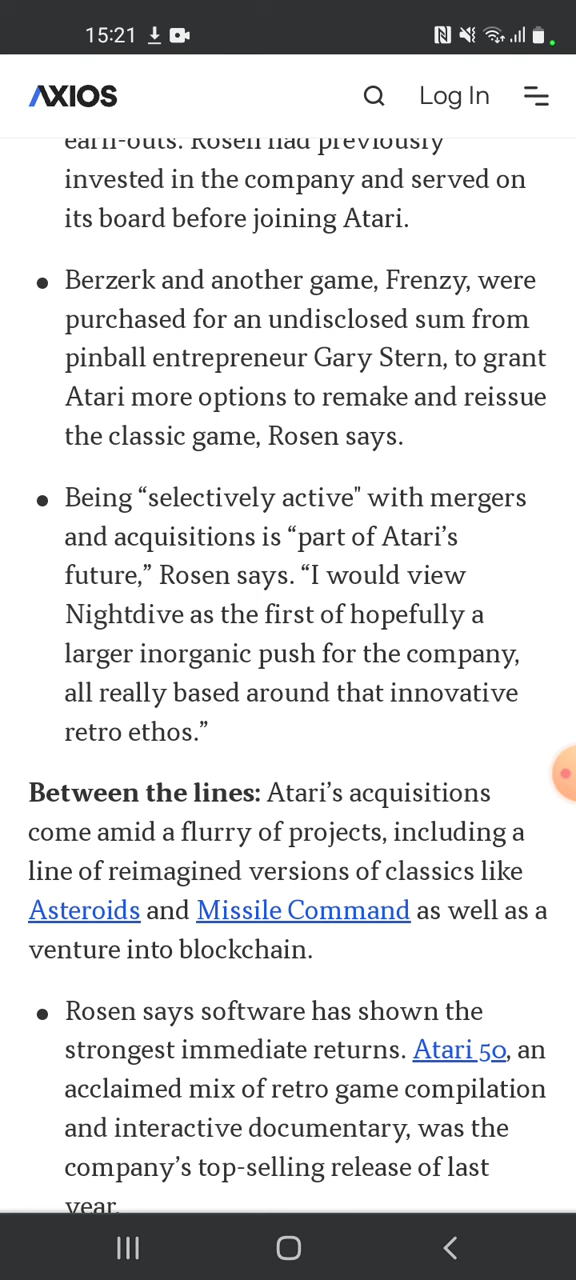 15:21
AXIOS
Log In
earn-outs. Rosen had previously
invested in the company and served on
its board before joining Atari.
● Berzerk and another game, Frenzy, were
purchased for an undisclosed sum from
pinball entrepreneur Gary Stern, to grant
Atari more options to remake and reissue
the classic game, Rosen says.
● Being “selectively active" with mergers
and acquisitions is “part of Atari’s
future,” Rosen says. “I would view
Nightdive as the first of hopefully a
larger inorganic push for the company,
all really based around that innovative
retro ethos.”
Between the lines: Atari’s acquisitions
come amid a flurry of projects, including a
line of reimagined versions of classics like
Asteroids and Missile Command as well as a
venture into blockchain.
● Rosen says software has shown the
strongest immediate returns. Atari 50, an
acclaimed mix of retro game compilation
and interactive documentary, was the
company’s top-selling release of last
year.